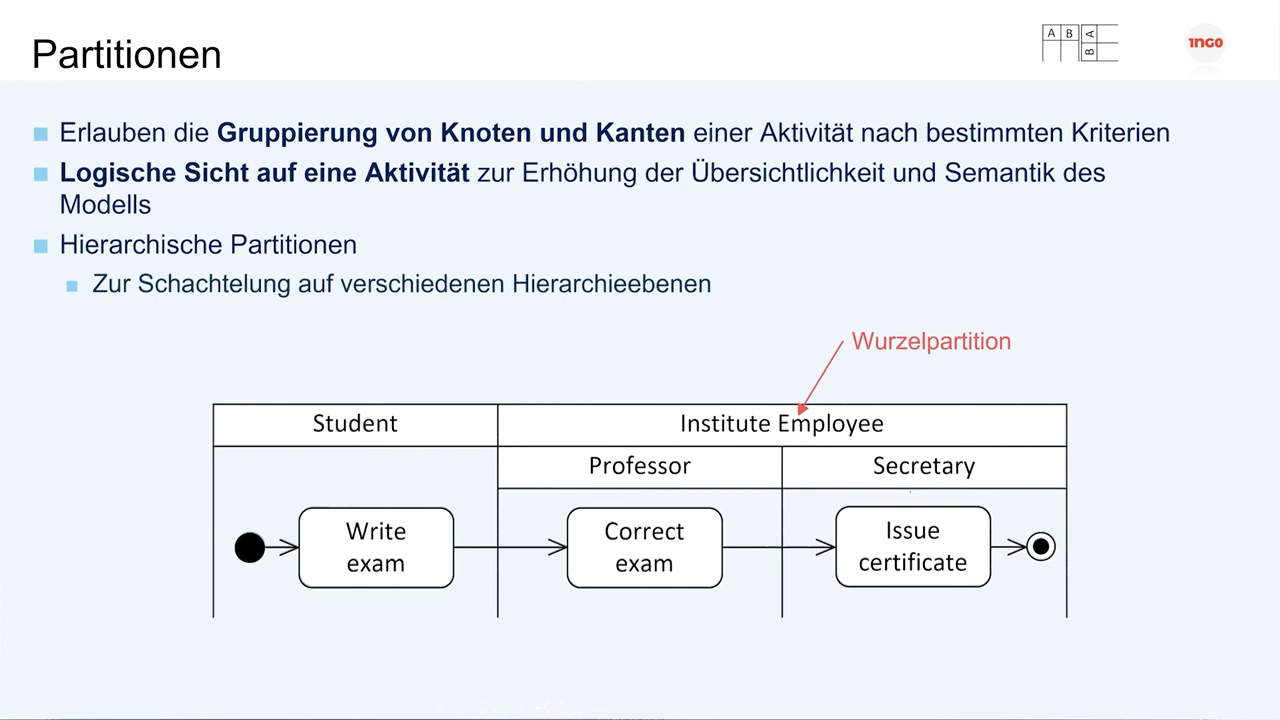 Partitionen
A B A
B
1NGO
Erlauben die Gruppierung von Knoten und Kanten einer Aktivität nach bestimmten Kriterien
Logische Sicht auf eine Aktivität zur Erhöhung der Übersichtlichkeit und Semantik des
Modells
Hierarchische Partitionen
Zur Schachtelung auf verschiedenen Hierarchieebenen
Wurzelpartition
Student
Institute Employee
Professor
Secretary
Write
exam
Correct
exam
Issue
certificate